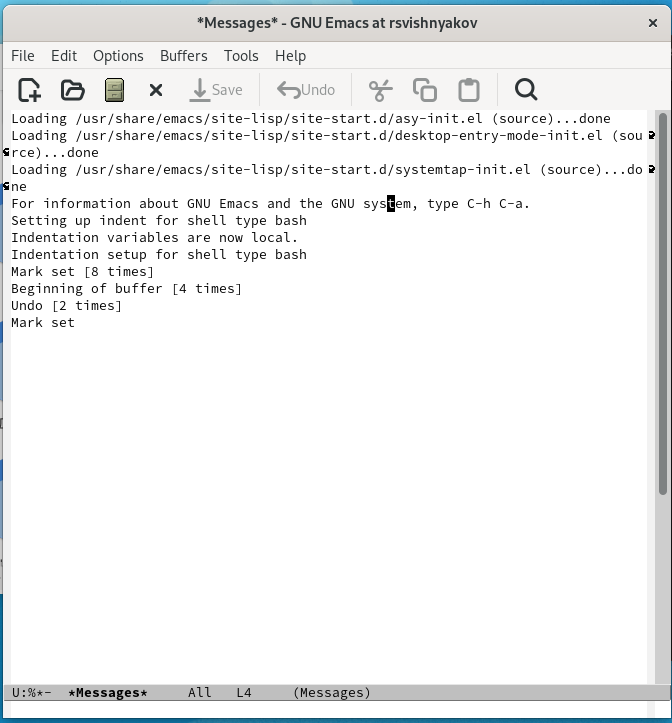 *Messages* - GNU Emacs at rsvishnyakov
File Edit Options Buffers Tools Help
Save Undo
Loading /usr/share/emacs/site-lisp/site-start.d/asy-init.el (source)...done
Loading /usr/share/emacs/site-lisp/site-start.d/desktop-entry-mode-init.el (sou
rce)...done
Loading /usr/share/emacs/site-lisp/site-start.d/systemtap-init.el (source)...do
ne
For information about GNU Emacs and the GNU system, type C-h C-a.
Setting up indent for shell type bash
Indentation variables are now local.
Indentation setup for shell type bash
Mark set [8 times]
Beginning of buffer [4 times]
Undo [2 times]
Mark set
U:%*- *Messages* All L4 (Messages)